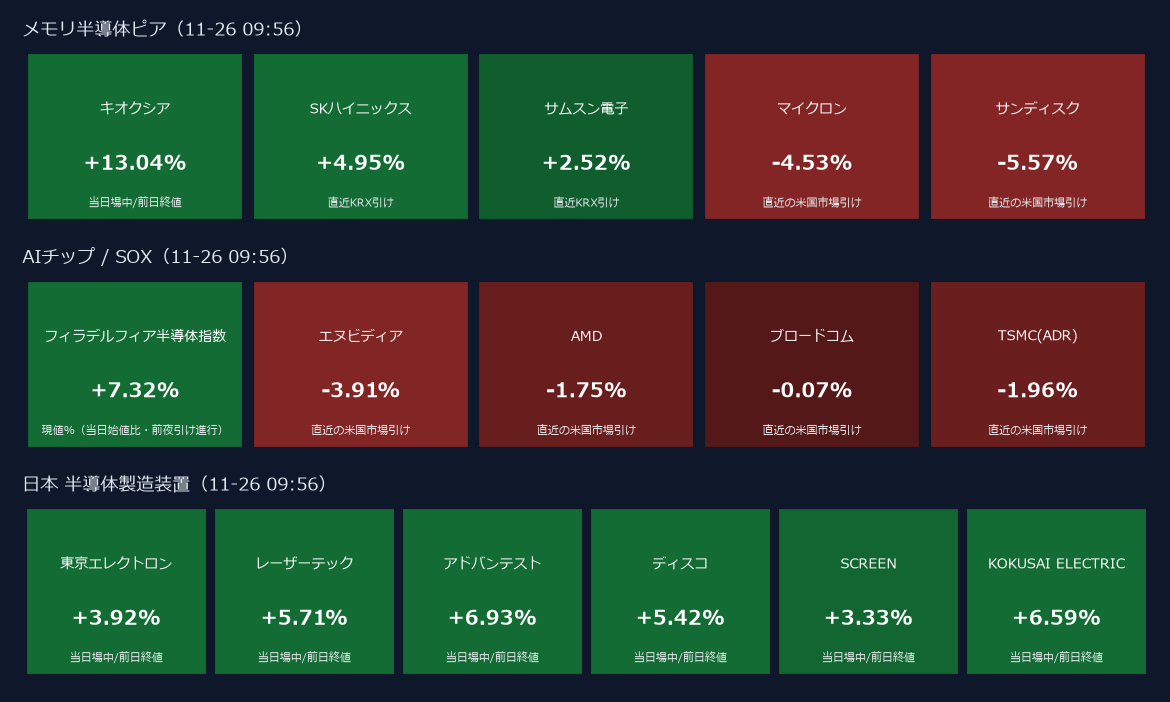 メモリ半導体ピア（11-26 09:56）
キオクシア
+13.04%
当日場中/前日終値
SKハイニックス
+4.95%
直近KRX引け
サムスン電子
+2.52%
直近KRX引け
マイクロン
-4.53%
直近の米国市場引け
サンディスク
-5.57%
直近の米国市場引け
AIチップ / SOX（11-26 09:56）
フィラデルフィア半導体指数
+7.32%
現値%（当日始値比・前夜引け進行）
エヌビディア
-3.91%
直近の米国市場引け
AMD
-1.75%
直近の米国市場引け
ブロードコム
-0.07%
直近の米国市場引け
TSMC(ADR)
-1.96%
直近の米国市場引け
日本 半導体製造装置（11-26 09:56）
東京エレクトロン
+3.92%
当日場中/前日終値
レーザーテック
+5.71%
当日場中/前日終値
アドバンテスト
+6.93%
当日場中/前日終値
ディスコ
+5.42%
当日場中/前日終値
SCREEN
+3.33%
当日場中/前日終値
KOKUSAI ELECTRIC
+6.59%
当日場中/前日終値